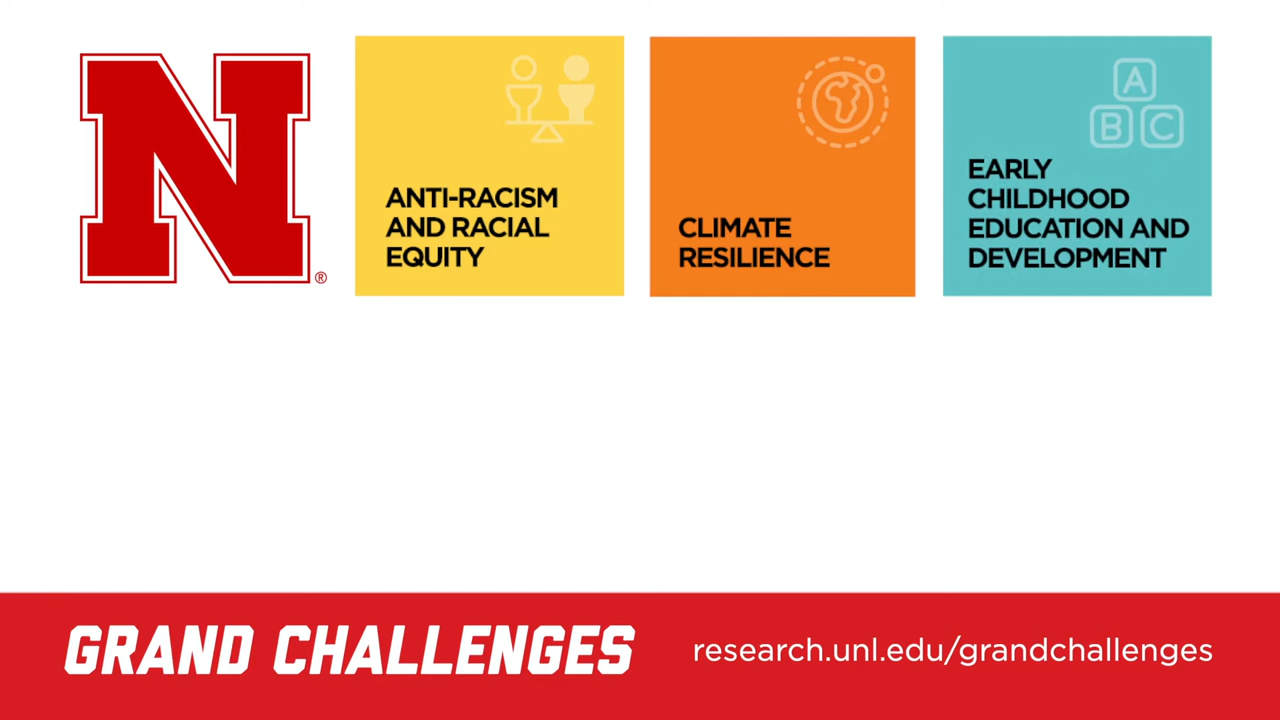 N®
ANTI-RACISM
AND RACIAL
EQUITY
CLIMATE
RESILIENCE
A
B C
EARLY
CHILDHOOD
EDUCATION AND
DEVELOPMENT
GRAND CHALLENGES
research.unl.edu/grandchallenges